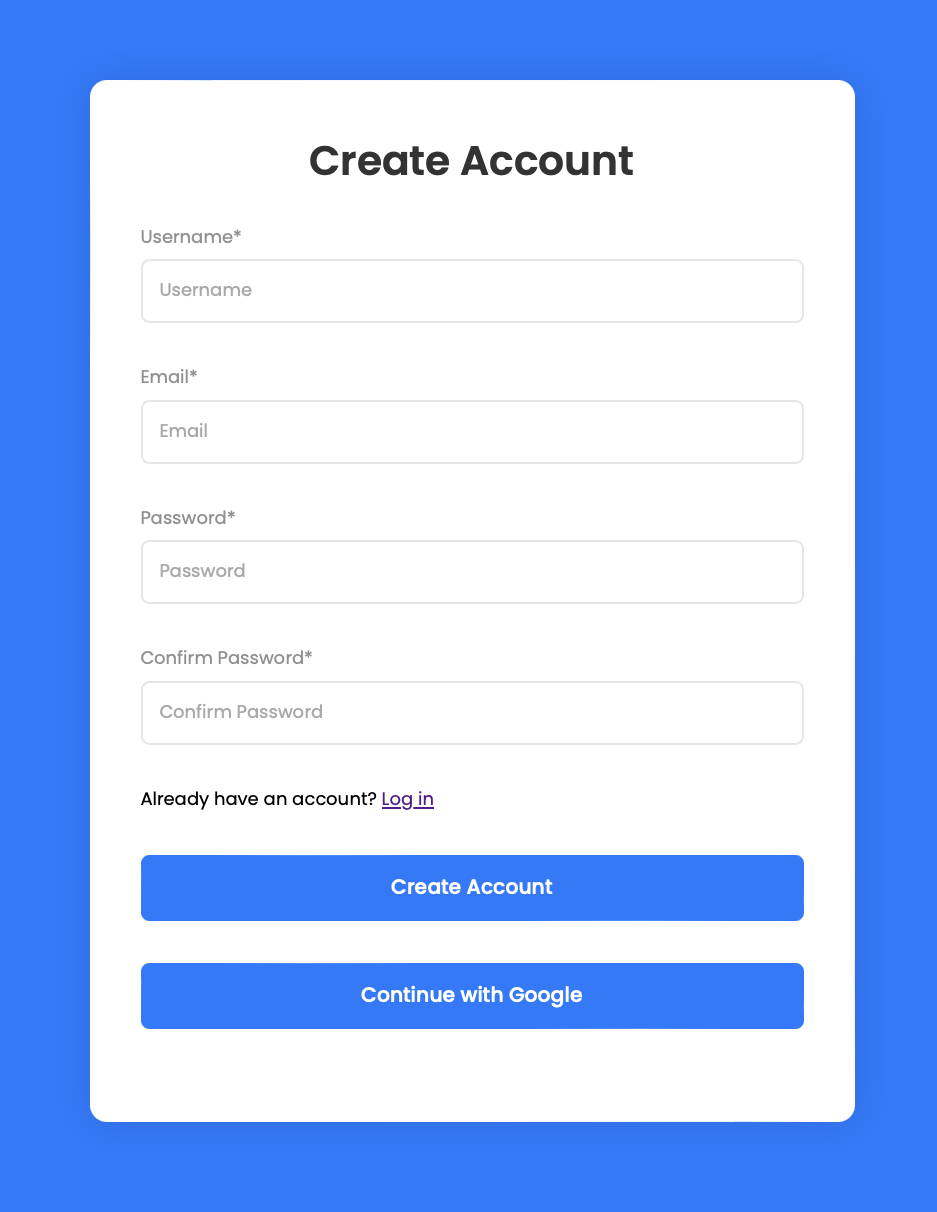 Create Account
Username*
Username
Email*
Email
Password*
Password
Confirm Password*
Confirm Password
Already have an account? Log in
Create Account
Continue with Google